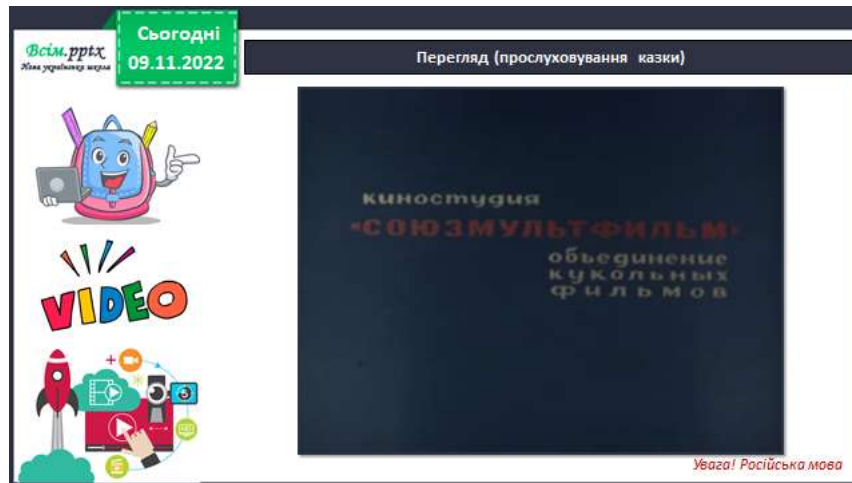 Всім.pptx
Нова українська школа
Сьогодні
09.11.2022
Перегляд (прослуховування казки)
киностудия
«СОЮЗМУЛЬТФИЛЬМ»
объединение
кукольных
фильмов
VIDEO
Увага! Російська мова